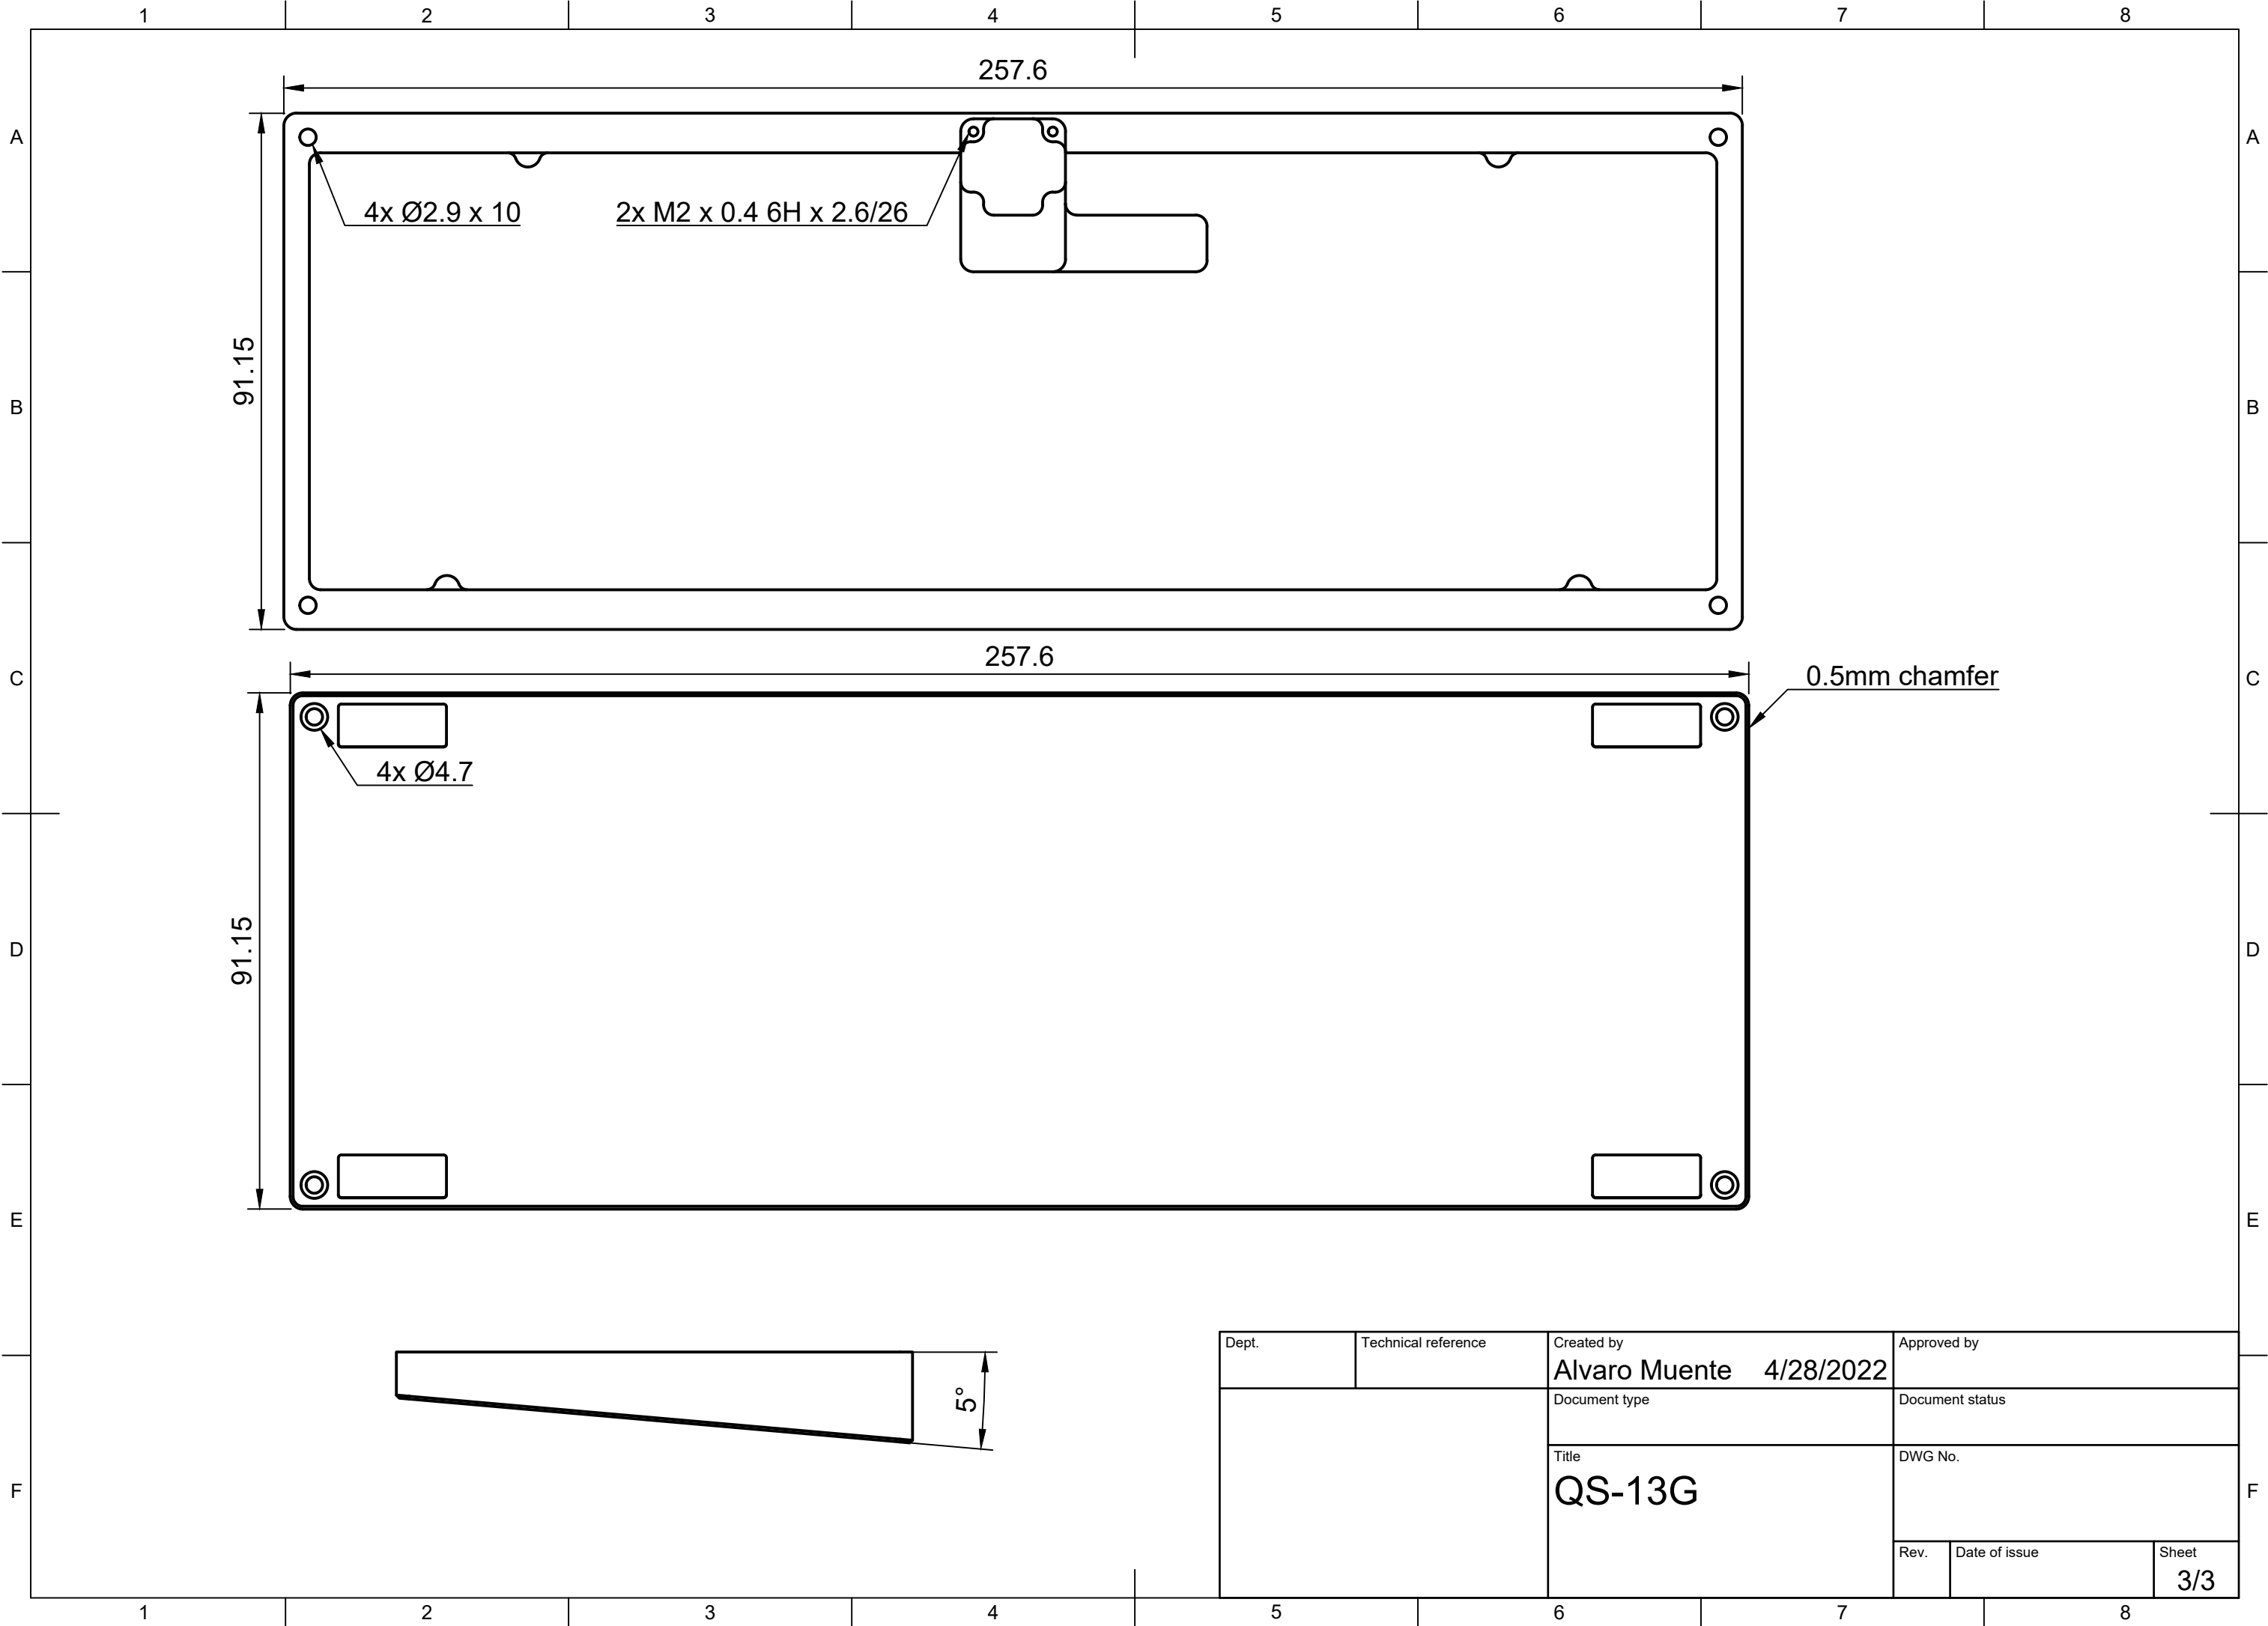 1 2 3 4 5 6 7 8
257.6
A A
4x Ø2.9 x 10 2x M2 x 0.4 6H x 2.6/26
91.15
B B
257.6
C 0.5mm chamfer C
4x Ø4.7
91.15
D D
E E
Dept. Technical reference Created by Approved by
Alvaro Muente 4/28/2022
5°
Document type Document status
Title DWG No.
QS-13G
F F
Rev. Date of issue Sheet
3/3
1 2 3 4 5 6 7 8